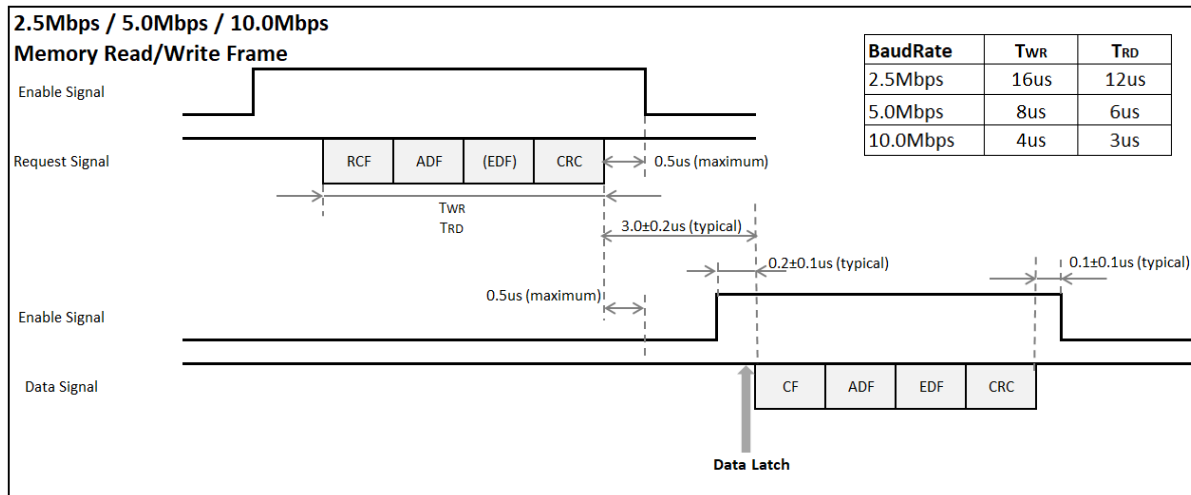 2.5Mbps / 5.0Mbps / 10.0Mbps
Memory Read/Write Frame
BaudRate TWR TRD
2.5Mbps 16us 12us
5.0Mbps 8us 6us
10.0Mbps 4us 3us
Enable Signal
Request Signal
RCF ADF (EDF) CRC
0.5us (maximum)
TWR
TRD
3.0±0.2us (typical)
0.2±0.1us (typical)
0.1±0.1us (typical)
0.5us (maximum)
Enable Signal
Data Signal
CF ADF EDF CRC
Data Latch